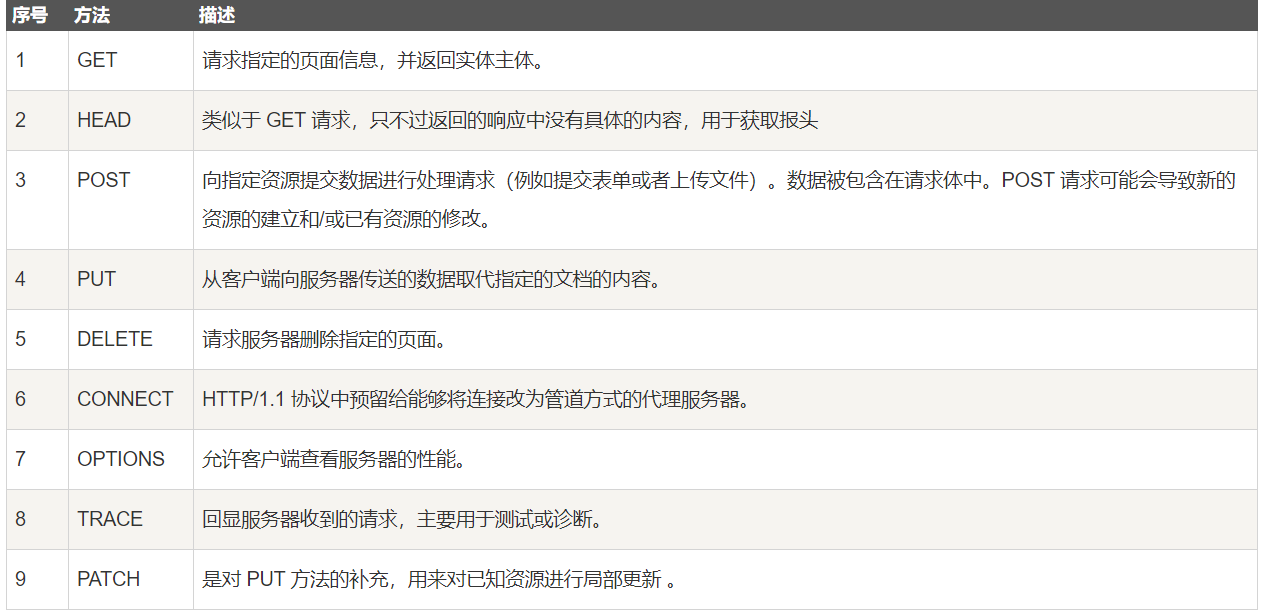 序号 方法 描述
1 GET 请求指定的页面信息，并返回实体主体。
2 HEAD 类似于 GET 请求，只不过返回的响应中没有具体的内容，用于获取报头
3 POST 向指定资源提交数据进行处理请求（例如提交表单或者上传文件）。数据被包含在请求体中。POST 请求可能会导致新的
资源的建立和/或已有资源的修改。
4 PUT 从客户端向服务器传送的数据取代指定的文档的内容。
5 DELETE 请求服务器删除指定的页面。
6 CONNECT HTTP/1.1 协议中预留给能够将连接改为管道方式的代理服务器。
7 OPTIONS 允许客户端查看服务器的性能。
8 TRACE 回显服务器收到的请求，主要用于测试或诊断。
9 PATCH 是对 PUT 方法的补充，用来对已知资源进行局部更新 。